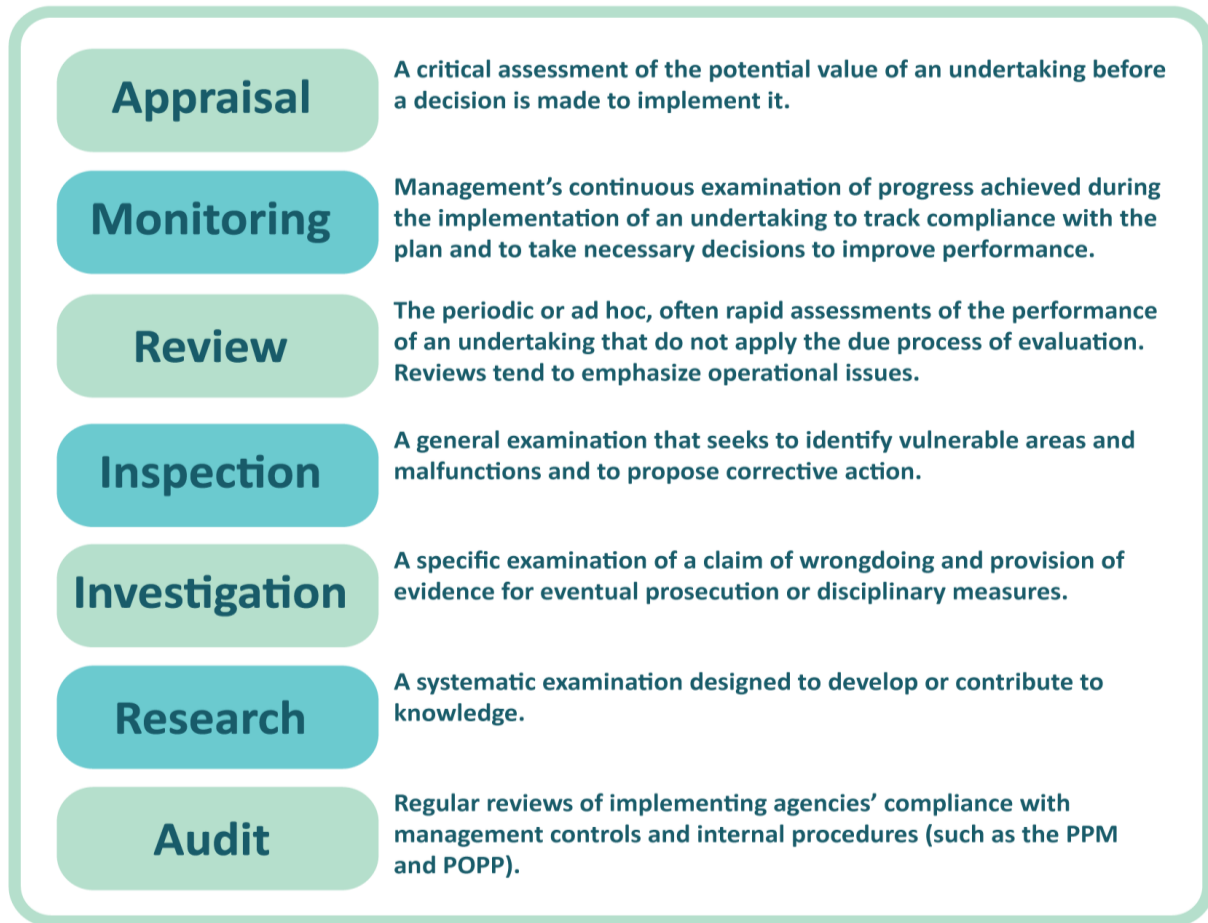 Appraisal
A critical assessment of the potential value of an undertaking before
a decision is made to implement it.
Monitoring
Management’s continuous examination of progress achieved during
the implementation of an undertaking to track compliance with the
plan and to take necessary decisions to improve performance.
Review
The periodic or ad hoc, often rapid assessments of the performance
of an undertaking that do not apply the due process of evaluation.
Reviews tend to emphasize operational issues.
Inspection
A general examination that seeks to identify vulnerable areas and
malfunctions and to propose corrective action.
Investigation
A specific examination of a claim of wrongdoing and provision of
evidence for eventual prosecution or disciplinary measures.
Research
A systematic examination designed to develop or contribute to
knowledge.
Audit
Regular reviews of implementing agencies’ compliance with
management controls and internal procedures (such as the PPM
and POPP).